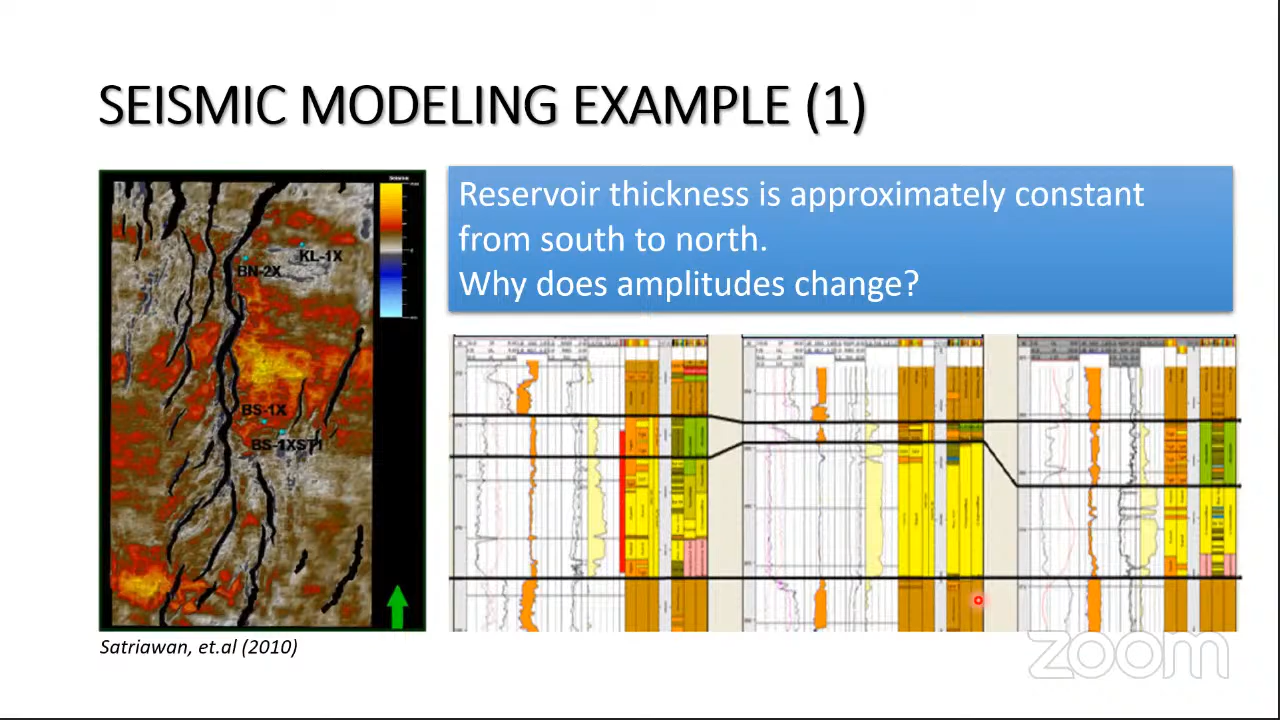 SEISMIC MODELING EXAMPLE (1)
Reservoir thickness is approximately constant
from south to north.
Why does amplitudes change?
KL-1X
BN-2X
BS-1X
BS-1XST1
Satriawan, et.al (2010)
zoom